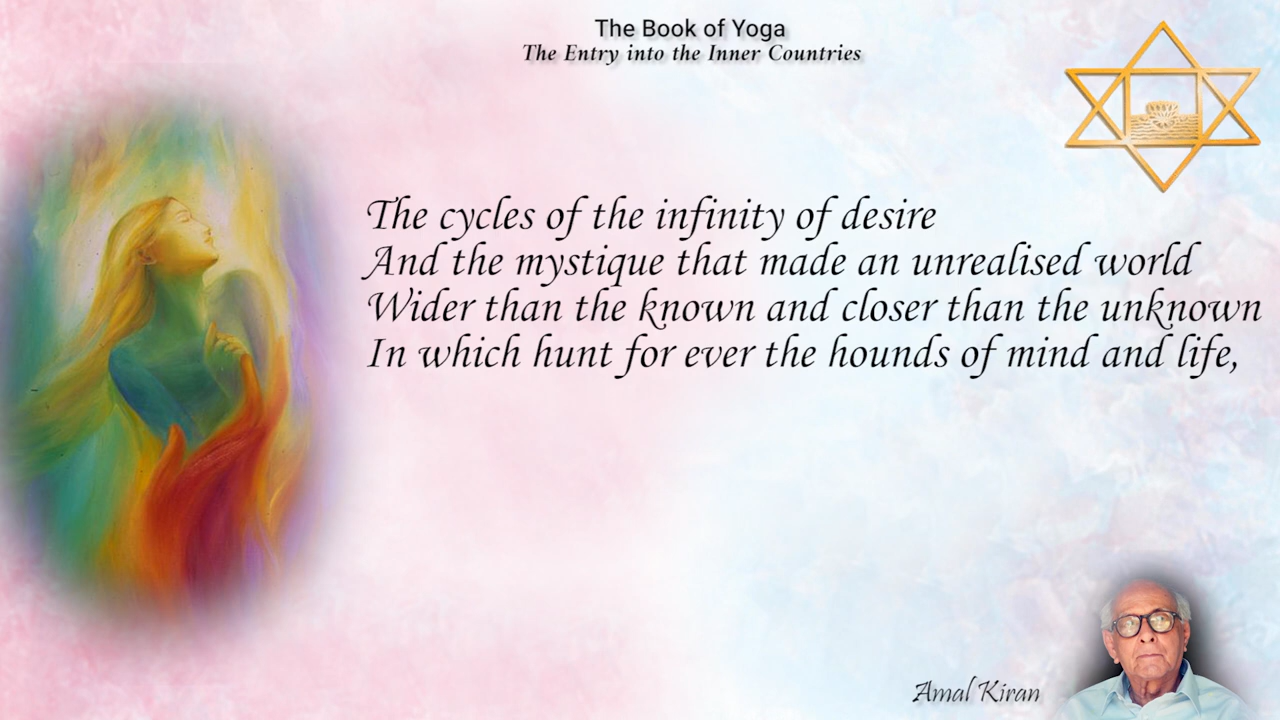 The Book of Yoga
The Entry into the Inner Countries
The cycles of the infinity of desire
And the mystique that made an unrealised world
Wider than the known and closer than the unknown
In which hunt for ever the hounds of mind and life,
Amal Kiran